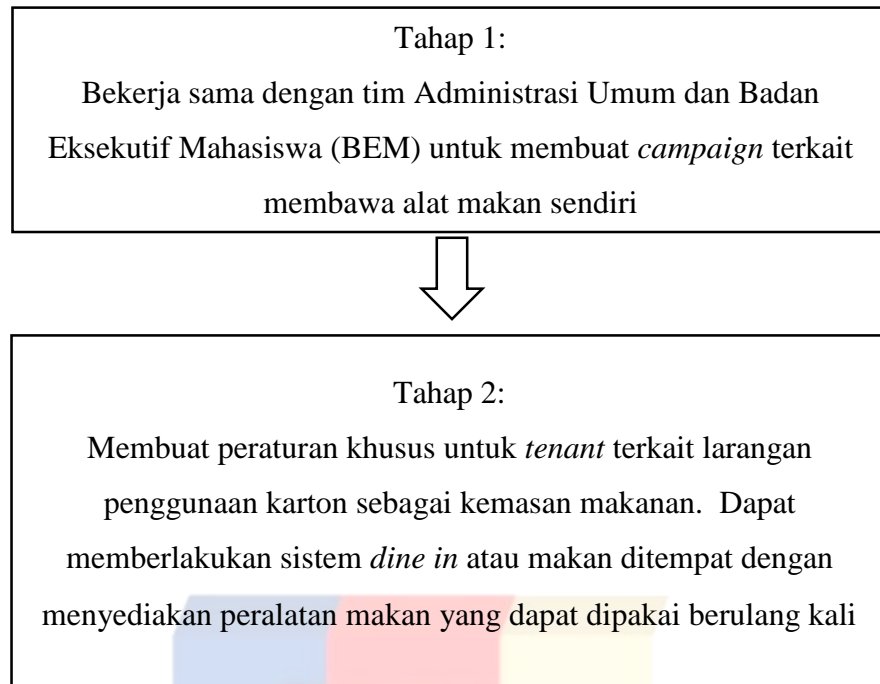 Tahap 1:
Bekerja sama dengan tim Administrasi Umum dan Badan
Eksekutif Mahasiswa (BEM) untuk membuat campaign terkait
membawa alat makan sendiri
Tahap 2:
Membuat peraturan khusus untuk tenant terkait larangan
penggunaan karton sebagai kemasan makanan. Dapat
memberlakukan sistem dine in atau makan ditempat dengan
menyediakan peralatan makan yang dapat dipakai berulang kali